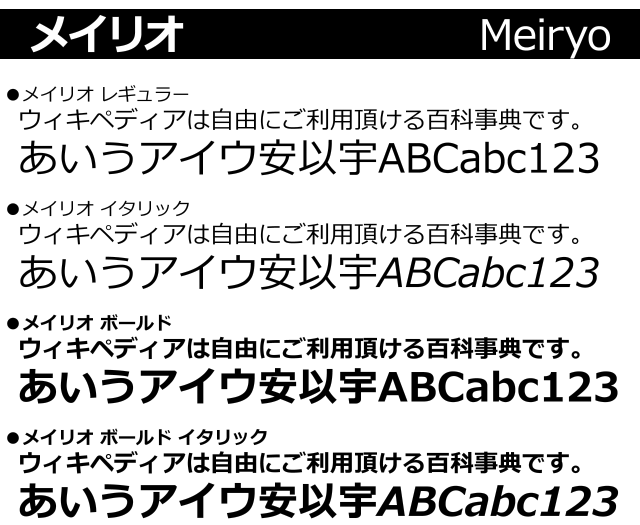 メイリオ Meiryo
●メイリオ レギュラー
ウィキペディアは自由にご利用頂ける百科事典です。
あいうアイウ安以宇ABCabc123
●メイリオ イタリック
ウィキペディアは自由にご利用頂ける百科事典です。
あいうアイウ安以宇ABCabc123
●メイリオ ボールド
ウィキペディアは自由にご利用頂ける百科事典です。
あいうアイウ安以宇ABCabc123
●メイリオ ボールド イタリック
ウィキペディアは自由にご利用頂ける百科事典です。
あいうアイウ安以宇ABCabc123